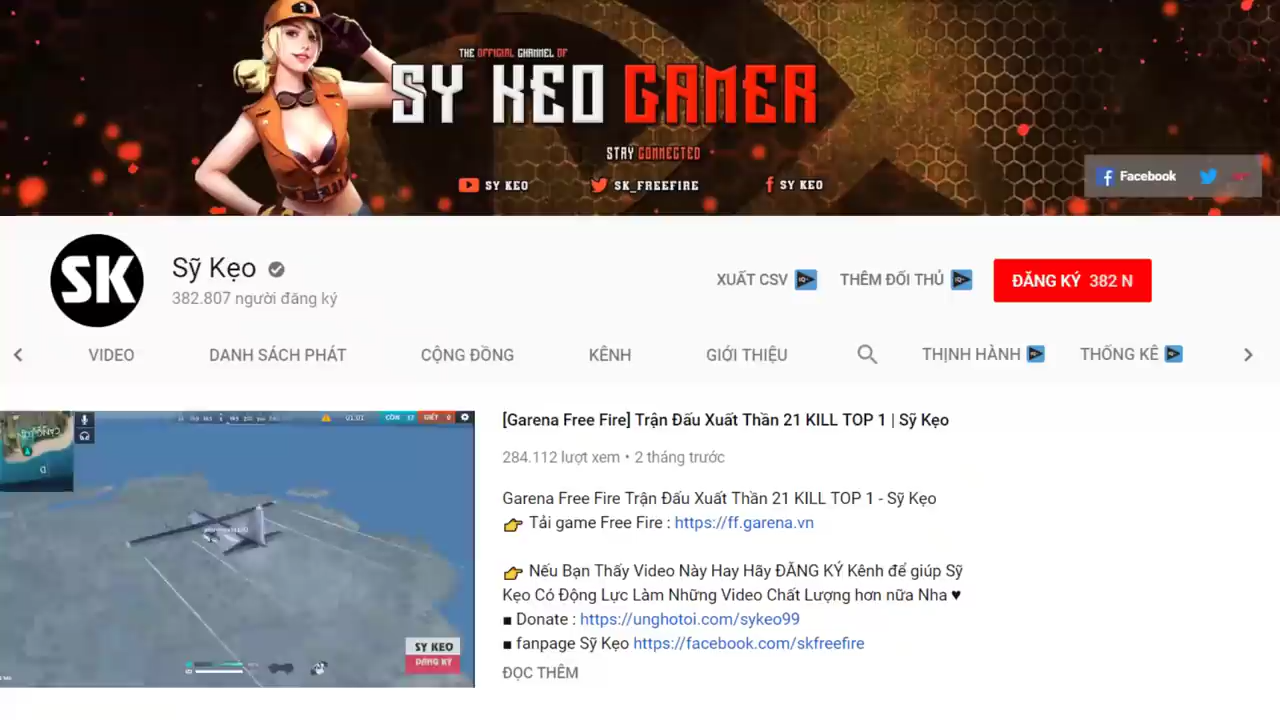 THE OFFICIAL CHANNEL OF
SY KEO GAMER
STAY CONNECTED
SY KEO SK_FREEFIRE SY KEO
Facebook
SK
Sỹ Kẹo
382.807 người đăng ký
XUẤT CSV THÊM ĐỐI THỦ ĐĂNG KÝ 382 N
VIDEO DANH SÁCH PHÁT CỘNG ĐỒNG KÊNH GIỚI THIỆU THỊNH HÀNH THỐNG KÊ
[Garena Free Fire] Trận Đấu Xuất Thần 21 KILL TOP 1 | Sỹ Kẹo
284.112 lượt xem • 2 tháng trước
Garena Free Fire Trận Đấu Xuất Thần 21 KILL TOP 1 - Sỹ Kẹo
👉 Tải game Free Fire : https://ff.garena.vn
👉 Nếu Bạn Thấy Video Này Hay Hãy ĐĂNG KÝ Kênh để giúp Sỹ
Kẹo Có Động Lực Làm Những Video Chất Lượng hơn nữa Nha ♥
■ Donate : https://unghotoi.com/sykeo99
■ fanpage Sỹ Kẹo https://facebook.com/skfreefire
ĐỌC THÊM
SY KEO
ĐĂNG KÝ